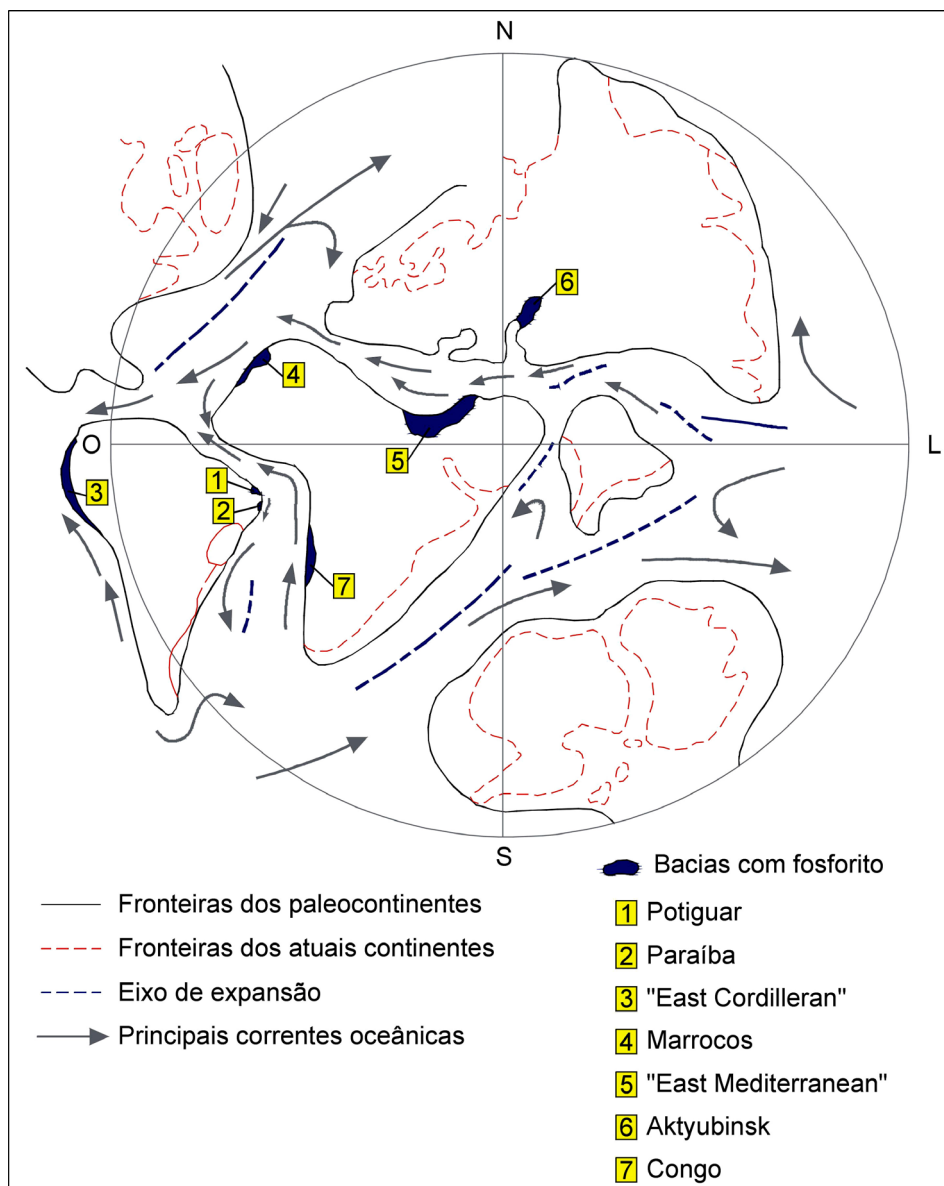 N
6
4
5
O
L
1
3
2
7
S
Bacias com fosforito
Fronteiras dos paleocontinentes
Fronteiras dos atuais continentes
Eixo de expansão
Principais correntes oceânicas
1 Potiguar
2 Paraíba
3 "East Cordilleran"
4 Marrocos
5 "East Mediterranean"
6 Aktyubinsk
7 Congo